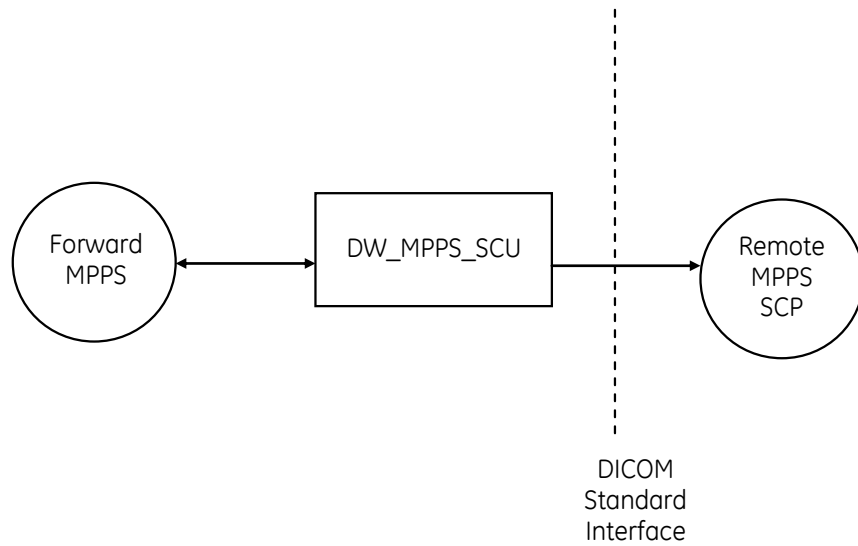 Forward
MPPS
DW_MPPS_SCU
Remote
MPPS
SCP
DICOM
Standard
Interface